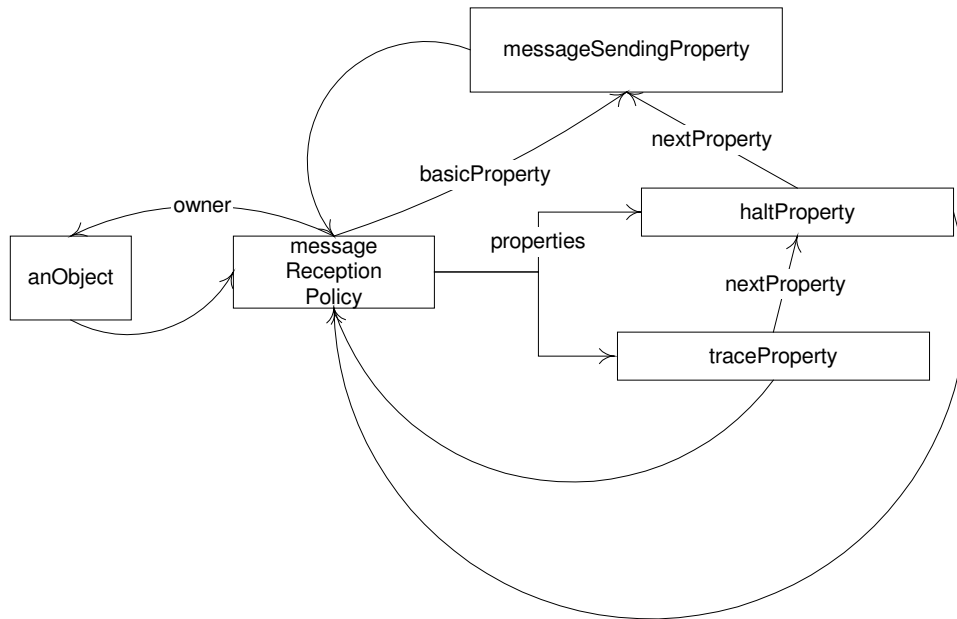 messageSendingProperty
nextProperty
basicProperty
owner
haltProperty
properties
message
Reception
Policy
anObject
nextProperty
traceProperty